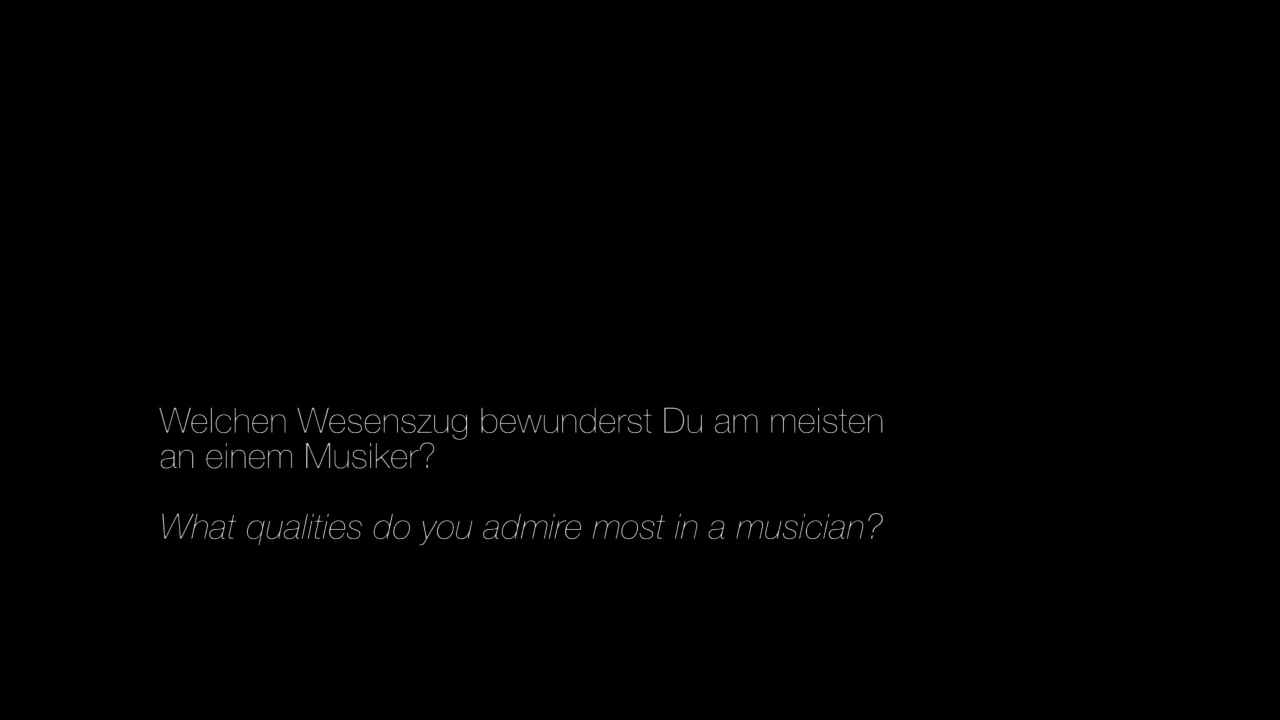 Welchen Wesenszug bewunderst Du am meisten
an einem Musiker?
What qualities do you admire most in a musician?